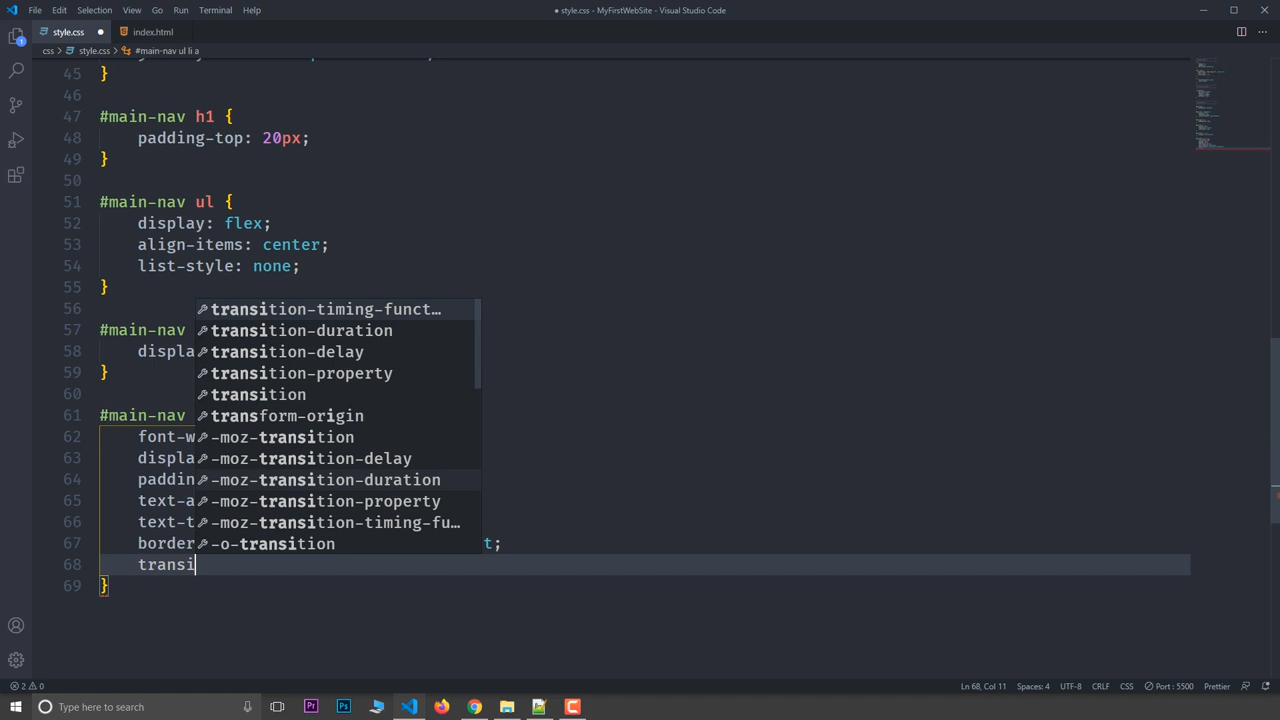 File Edit Selection View Go Run Terminal Help
● style.css - MyFirstWebSite - Visual Studio Code
style.css ● index.html
css > style.css > #main-nav ul li a
45 }
46
47 #main-nav h1 {
48 padding-top: 20px;
49 }
50
51 #main-nav ul {
52 display: flex;
53 align-items: center;
54 list-style: none;
55 }
56
57 #main-nav
58 displa
59 }
60
61 #main-nav
62 font-w
63 displa
64 paddin
65 text-a
66 text-t
67 border t;
68 transi
69 }
transition-timing-funct…
transition-duration
transition-delay
transition-property
transition
transform-origin
-moz-transition
-moz-transition-delay
-moz-transition-duration
-moz-transition-property
-moz-transition-timing-fu…
-o-transition
1
2 0 Ln 68, Col 11 Spaces: 4 UTF-8 CRLF CSS Port : 5500 Prettier
Type here to search Pr Ps